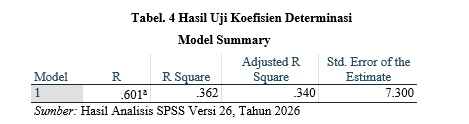 Tabel. 4 Hasil Uji Koefisien Determinasi
Model Summary
Model R R Square Adjusted R Square Std. Error of the Estimate
1 .601ª .362 .340 7.300
Sumber: Hasil Analisis SPSS Versi 26, Tahun 2026